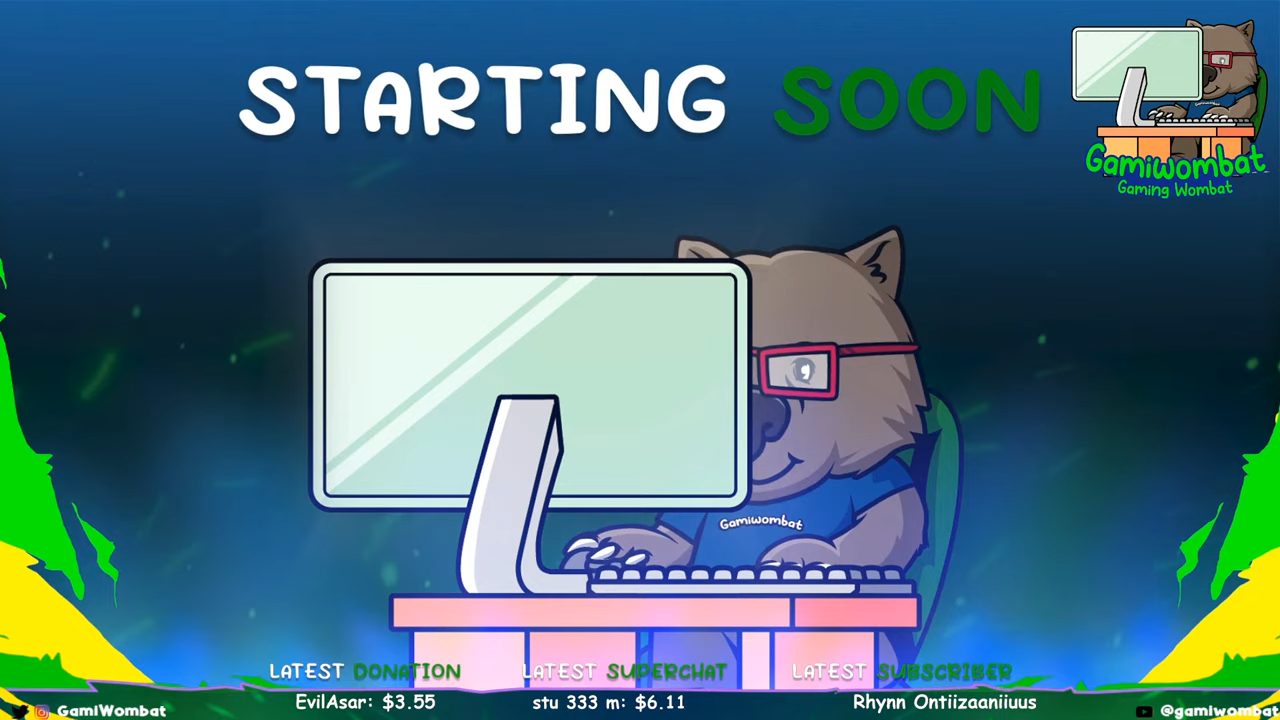 STARTING SOON
Gamiwombat
Gaming Wombat
Gamiwombat
LATEST DONATION
LATEST SUPERCHAT
LATEST SUBSCRIBER
GamiWombat
EvilAsar: $3.55
stu 333 m: $6.11
Rhynn Ontiizaaniiuus
@gamiwombat